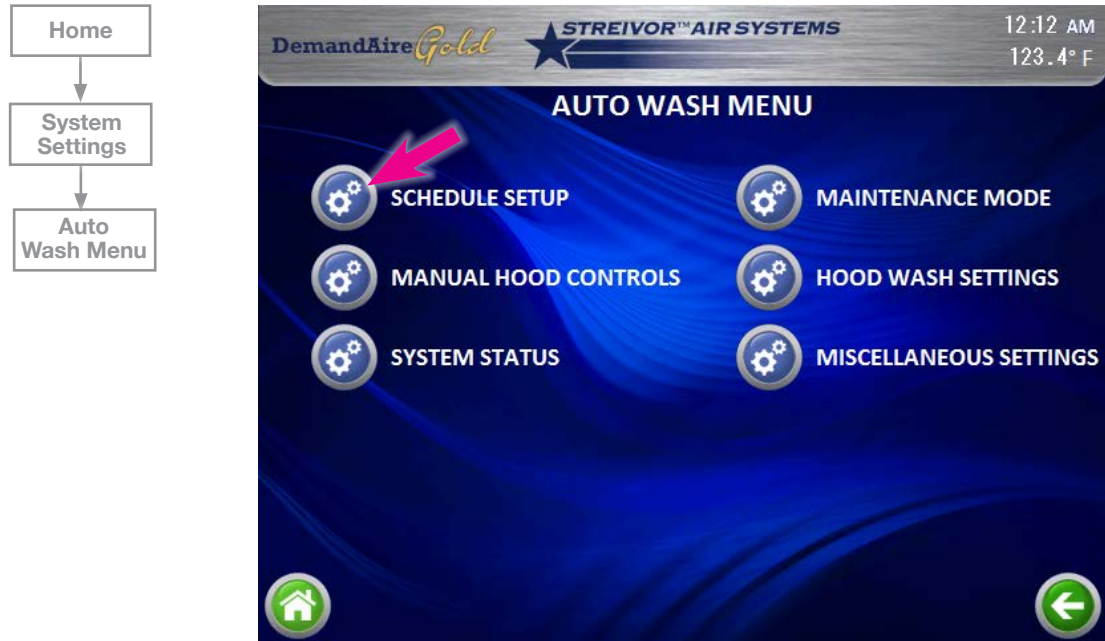 Home
System
Settings
Auto
Wash Menu
DemandAire Gold
STREIVOR™ AIR SYSTEMS
12:12 AM
123.4° F
AUTO WASH MENU
SCHEDULE SETUP
MAINTENANCE MODE
MANUAL HOOD CONTROLS
HOOD WASH SETTINGS
SYSTEM STATUS
MISCELLANEOUS SETTINGS